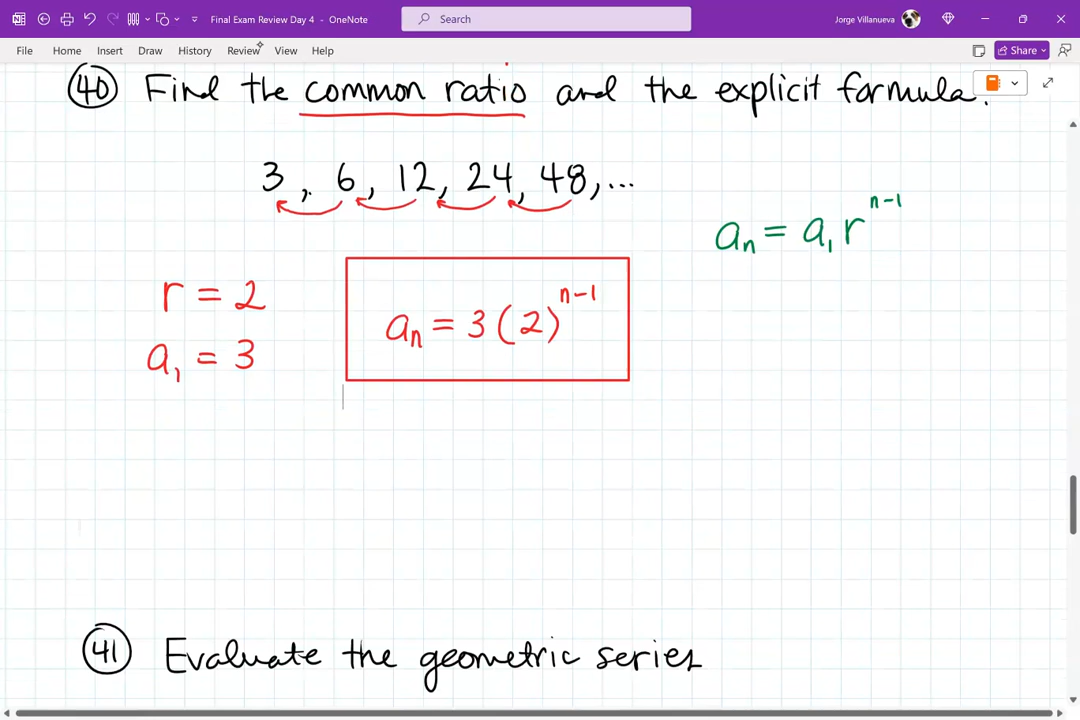 Final Exam Review Day 4 - OneNote
Search
Jorge Villanueva
File Home Insert Draw History Review View Help
Share
40 Find the common ratio and the explicit formula.
3, 6, 12, 24, 48, ...
aₙ = a₁ r^(n-1)
r = 2
aₙ = 3(2)^(n-1)
a₁ = 3
41 Evaluate the geometric series